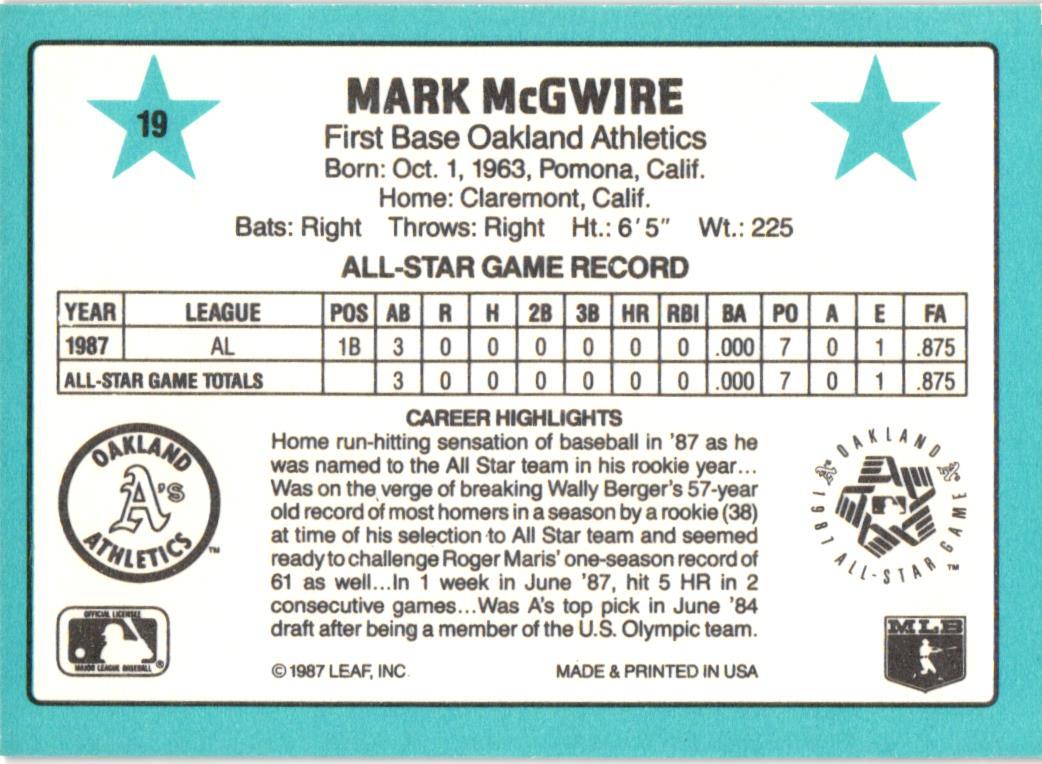 19
MARK McGWIRE
First Base Oakland Athletics
Born: Oct. 1, 1963, Pomona, Calif.
Home: Claremont, Calif.
Bats: Right Throws: Right Ht.: 6'5" Wt.: 225
ALL-STAR GAME RECORD
YEAR LEAGUE POS AB R H 2B 3B HR RBI BA PO A E FA
1987 AL 1B 3 0 0 0 0 0 0 .000 7 0 1 .875
ALL-STAR GAME TOTALS 3 0 0 0 0 0 0 .000 7 0 1 .875
CAREER HIGHLIGHTS
Home run-hitting sensation of baseball in '87 as he
was named to the All Star team in his rookie year...
Was on the verge of breaking Wally Berger's 57-year
old record of most homers in a season by a rookie (38)
at time of his selection to All Star team and seemed
ready to challenge Roger Maris' one-season record of
61 as well...In 1 week in June '87, hit 5 HR in 2
consecutive games...Was A's top pick in June '84
draft after being a member of the U.S. Olympic team.
OAKLAND
A's
ATHLETICS
™
OAKLAND
1987 ALL-STAR GAME
™
OFFICIAL LICENSEE
MAJOR LEAGUE BASEBALL ®
MLB
© 1987 LEAF, INC. MADE & PRINTED IN USA